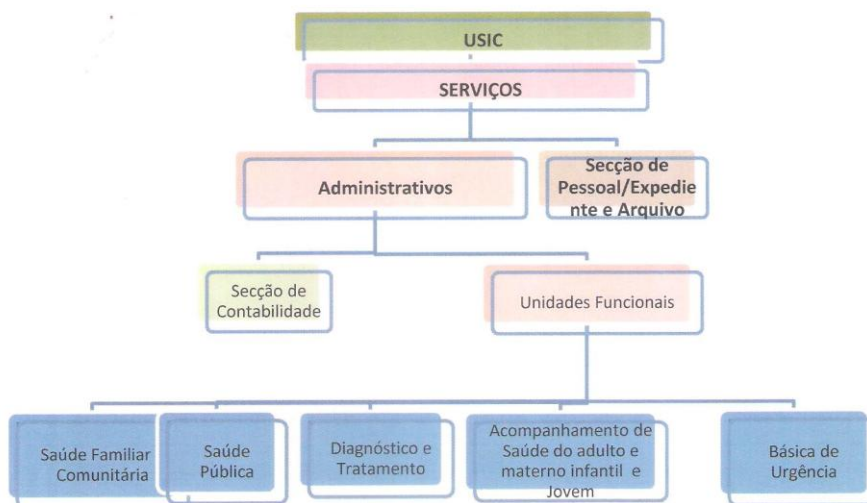 USIC
SERVIÇOS
Administrativos
Secção de
Pessoal/Expedie
nte e Arquivo
Secção de
Contabilidade
Unidades Funcionais
Saúde Familiar
Comunitária
Saúde
Pública
Diagnóstico e
Tratamento
Acompanhamento de
Saúde do adulto e
materno infantil e
Jovem
Básica de
Urgência